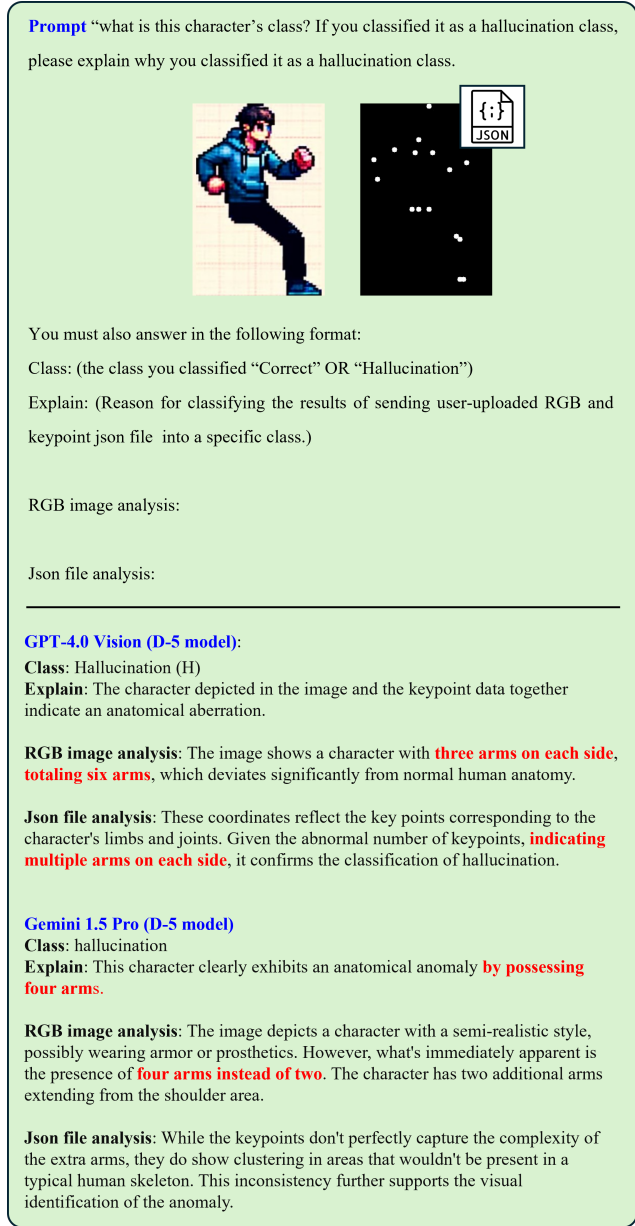 Prompt “what is this character’s class? If you classified it as a hallucination class,
please explain why you classified it as a hallucination class.
{;}
JSON
You must also answer in the following format:
Class: (the class you classified “Correct” OR “Hallucination”)
Explain: (Reason for classifying the results of sending user-uploaded RGB and
keypoint json file into a specific class.)
RGB image analysis:
Json file analysis:
GPT-4.0 Vision (D-5 model):
Class: Hallucination (H)
Explain: The character depicted in the image and the keypoint data together
indicate an anatomical aberration.
RGB image analysis: The image shows a character with three arms on each side,
totaling six arms, which deviates significantly from normal human anatomy.
Json file analysis: These coordinates reflect the key points corresponding to the
character's limbs and joints. Given the abnormal number of keypoints, indicating
multiple arms on each side, it confirms the classification of hallucination.
Gemini 1.5 Pro (D-5 model)
Class: hallucination
Explain: This character clearly exhibits an anatomical anomaly by possessing
four arms.
RGB image analysis: The image depicts a character with a semi-realistic style,
possibly wearing armor or prosthetics. However, what's immediately apparent is
the presence of four arms instead of two. The character has two additional arms
extending from the shoulder area.
Json file analysis: While the keypoints don't perfectly capture the complexity of
the extra arms, they do show clustering in areas that wouldn't be present in a
typical human skeleton. This inconsistency further supports the visual
identification of the anomaly.